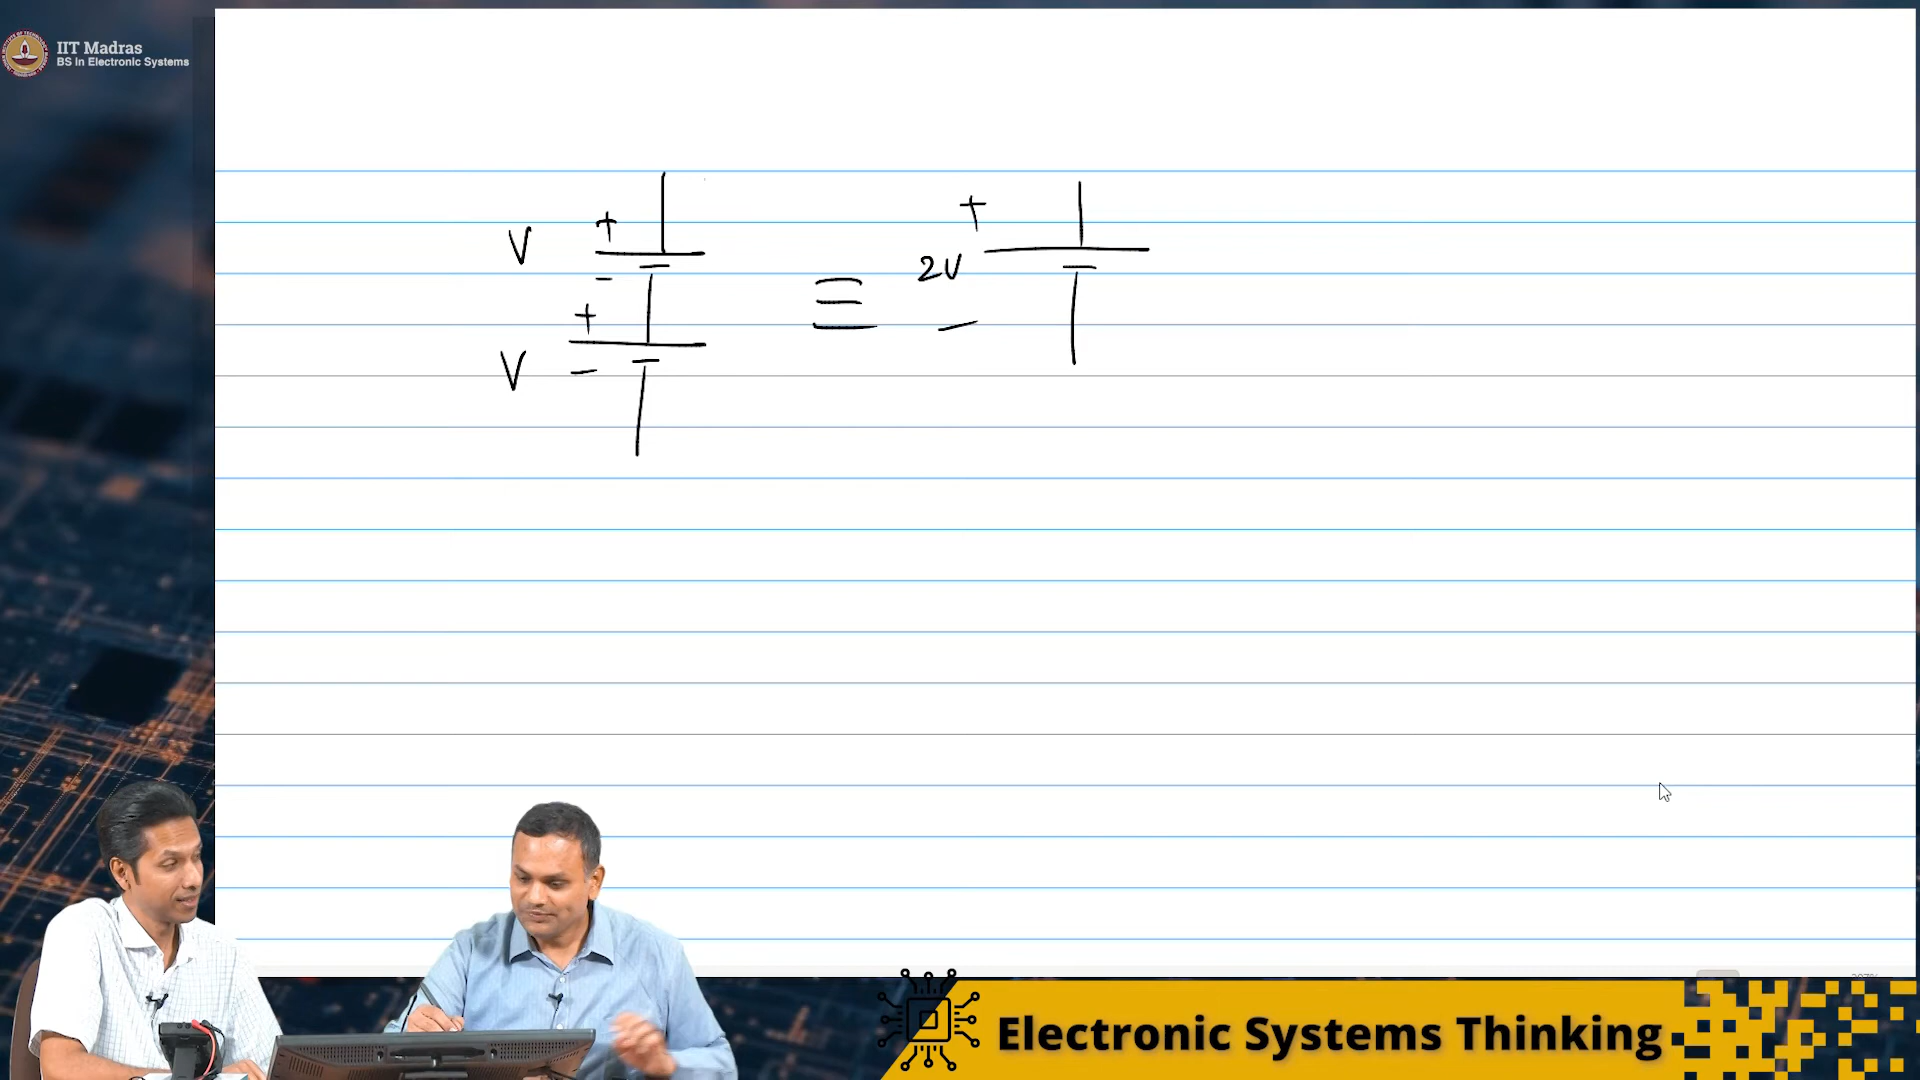 IIT Madras
BS in Electronic Systems
+
V
-
+
V -
≡
+
2V
-
Electronic Systems Thinking